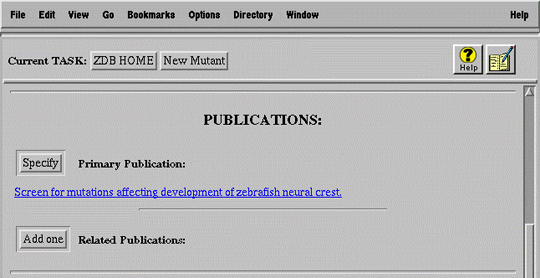 File Edit View Go Bookmarks Options Directory Window Help
Current TASK: ZDB HOME New Mutant Help
PUBLICATIONS:
Specify Primary Publication:
Screen for mutations affecting development of zebrafish neural crest.
Add one Related Publications: